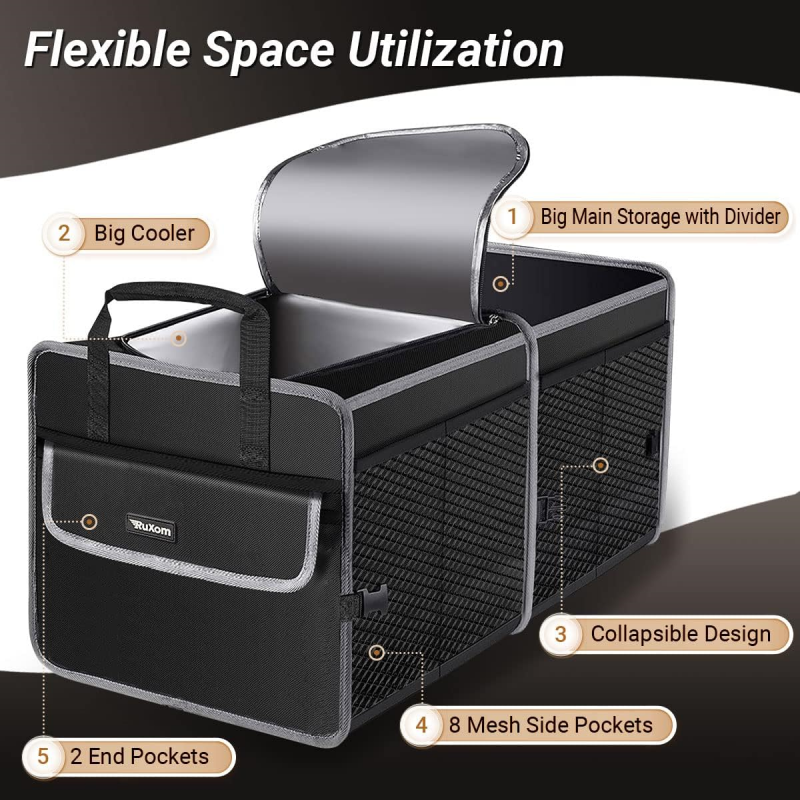 Flexible Space Utilization
1 Big Main Storage with Divider
2 Big Cooler
RuXom
3 Collapsible Design
4 8 Mesh Side Pockets
5 2 End Pockets